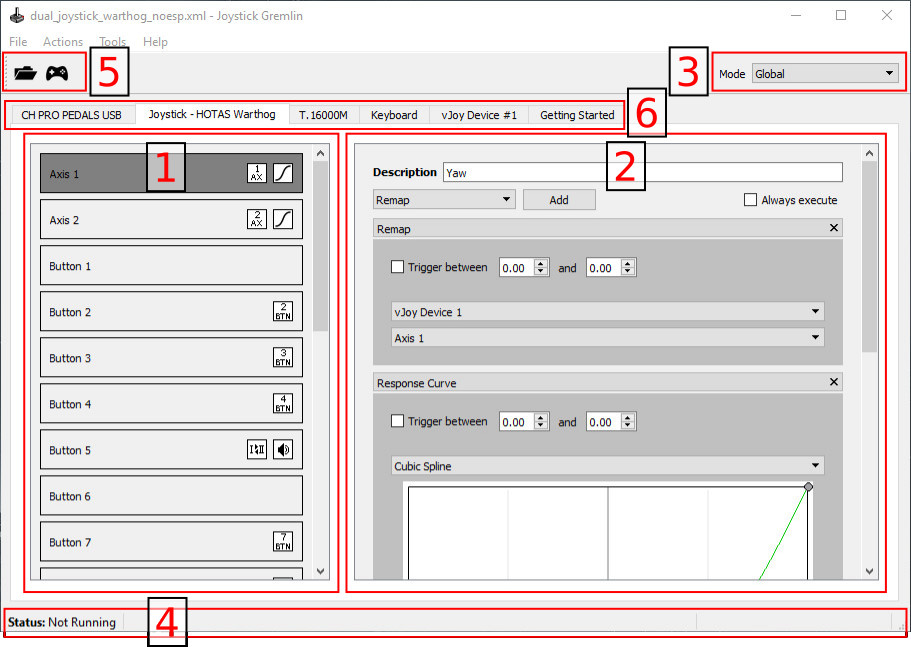 dual_joystick_warthog_noesp.xml - Joystick Gremlin
File Actions Tools Help
5
3
Mode Global
CH PRO PEDALS USB Joystick - HOTAS Warthog T.16000M Keyboard vJoy Device #1 Getting Started
6
1
2
Axis 1 1 AX
Axis 2 2 AX
Button 1
Button 2 2 BTN
Button 3 3 BTN
Button 4 4 BTN
Button 5
Button 6
Button 7 7 BTN
Description Yaw
Remap Add Always execute
Remap
Trigger between 0.00 and 0.00
vJoy Device 1
Axis 1
Response Curve
Trigger between 0.00 and 0.00
Cubic Spline
Status: Not Running
4